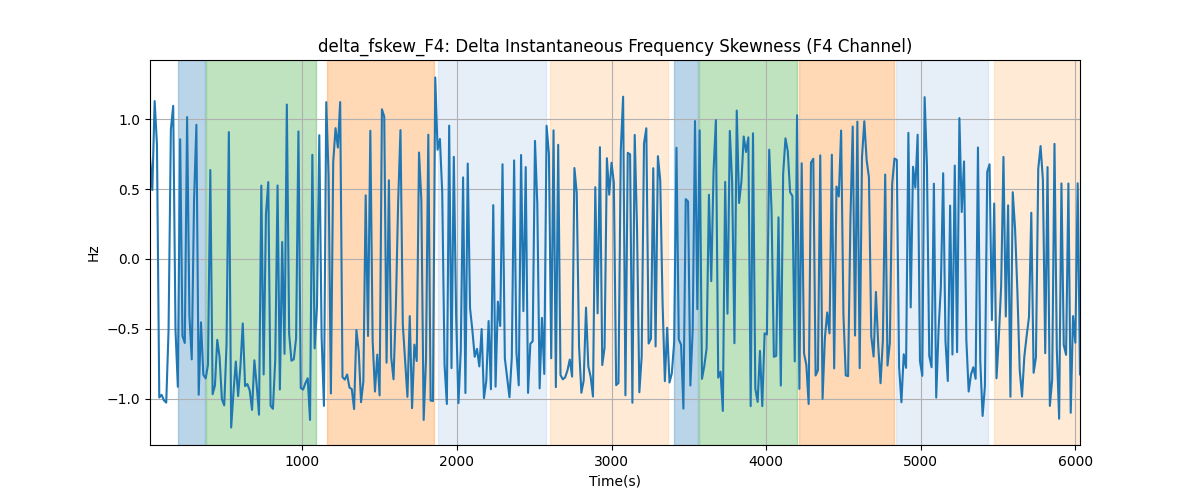 delta_fskew_F4: Delta Instantaneous Frequency Skewness (F4 Channel)
1.0
0.5
0.0
−0.5
−1.0
Hz
1000 2000 3000 4000 5000 6000
Time(s)